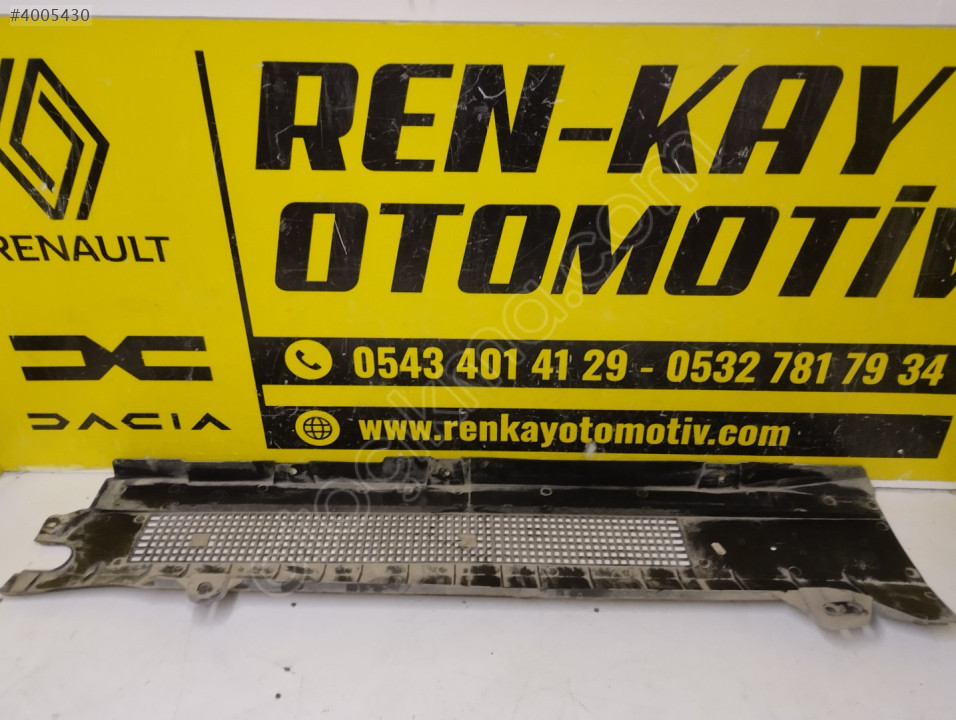 #4005430
REN-KAY
OTOMOTİV
RENAULT
0543 401 41 29 - 0532 781 79 34
DACIA
www.renkayotomotiv.com